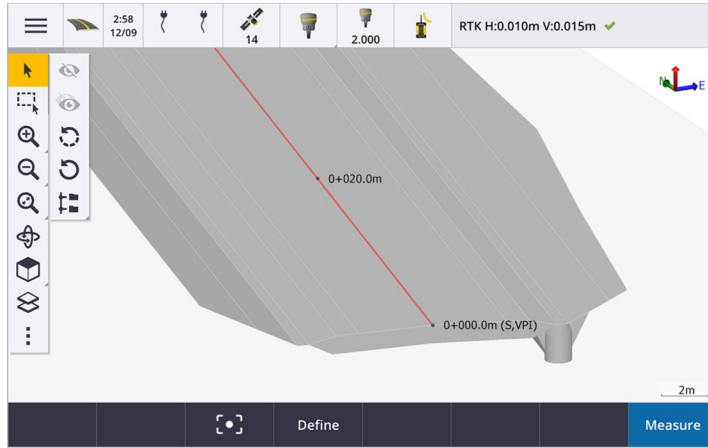 2:58
12/09
14
2.000
RTK H:0.010m V:0.015m
N
E
0+020.0m
0+000.0m (S,VPI)
2m
Define
Measure